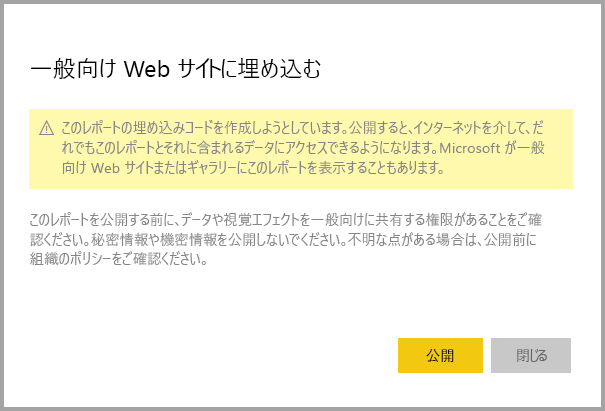 一般向け Web サイトに埋め込む
このレポートの埋め込みコードを作成しようとしています。公開すると、インターネットを介して、だ
れでもこのレポートとそれに含まれるデータにアクセスできるようになります。Microsoft が一般
向け Web サイトまたはギャラリーにこのレポートを表示することもあります。
このレポートを公開する前に、データや視覚エフェクトを一般向けに共有する権限があることをご確
認ください。秘密情報や機密情報を公開しないでください。不明な点がある場合は、公開前に
組織のポリシーをご確認ください。
公開
閉じる